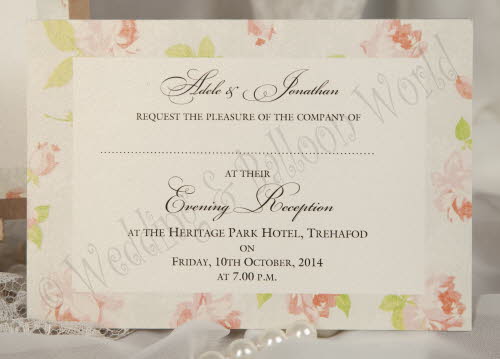 Adele & Jonathan
REQUEST THE PLEASURE OF THE COMPANY OF
AT THEIR
Evening Reception
AT THE HERITAGE PARK HOTEL, TREHAFOD
ON
FRIDAY, 10TH OCTOBER, 2014
AT 7.00 P.M.
© Wedding & Balloon World